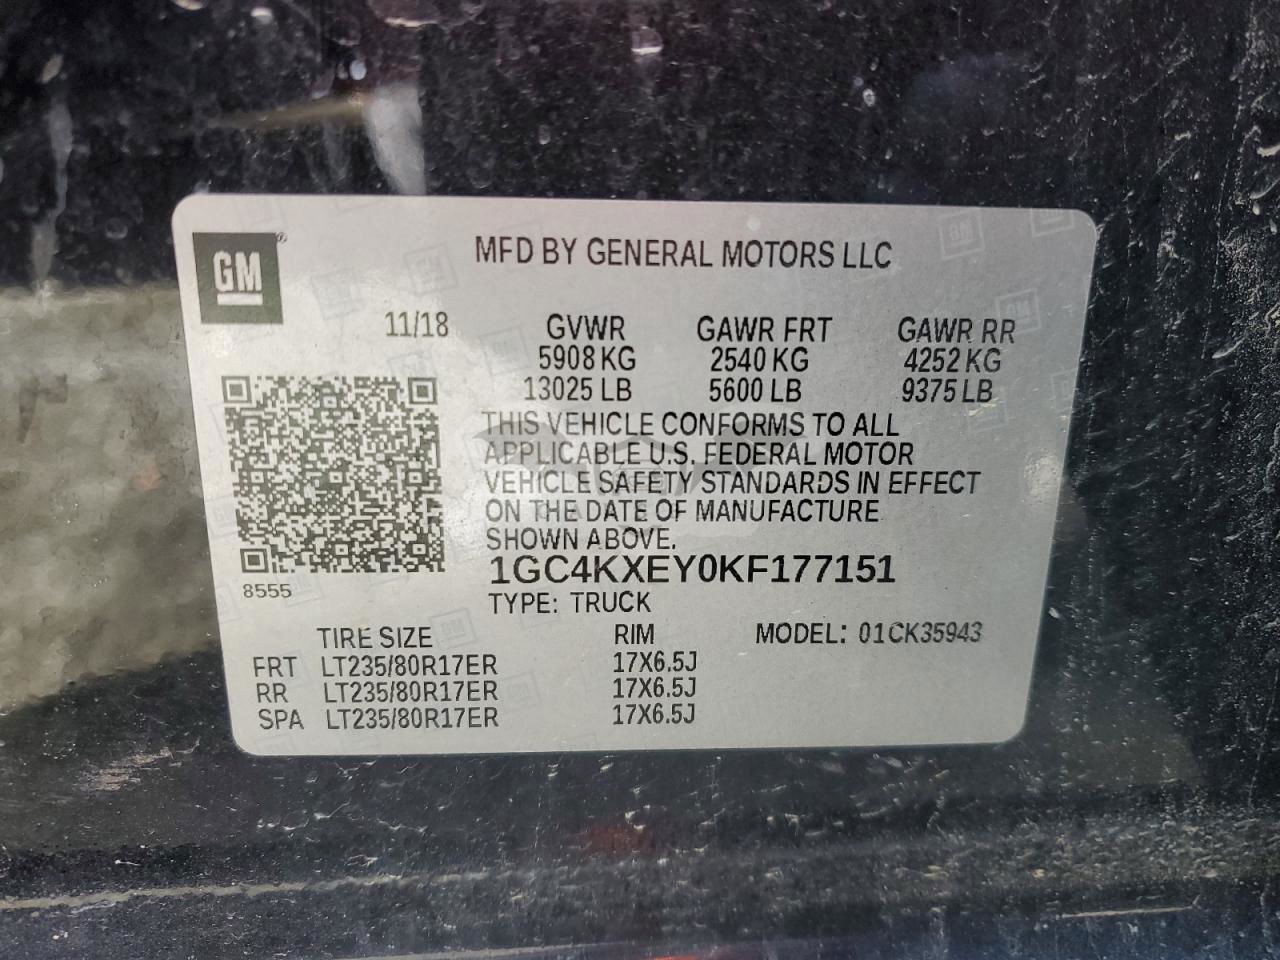 GM®
MFD BY GENERAL MOTORS LLC
11/18 GVWR GAWR FRT GAWR RR
5908 KG 2540 KG 4252 KG
13025 LB 5600 LB 9375 LB
THIS VEHICLE CONFORMS TO ALL
APPLICABLE U.S. FEDERAL MOTOR
VEHICLE SAFETY STANDARDS IN EFFECT
ON THE DATE OF MANUFACTURE
SHOWN ABOVE.
8555
1GC4KXEY0KF177151
TYPE: TRUCK
TIRE SIZE RIM MODEL: 01CK35943
FRT LT235/80R17ER 17X6.5J
RR LT235/80R17ER 17X6.5J
SPA LT235/80R17ER 17X6.5J